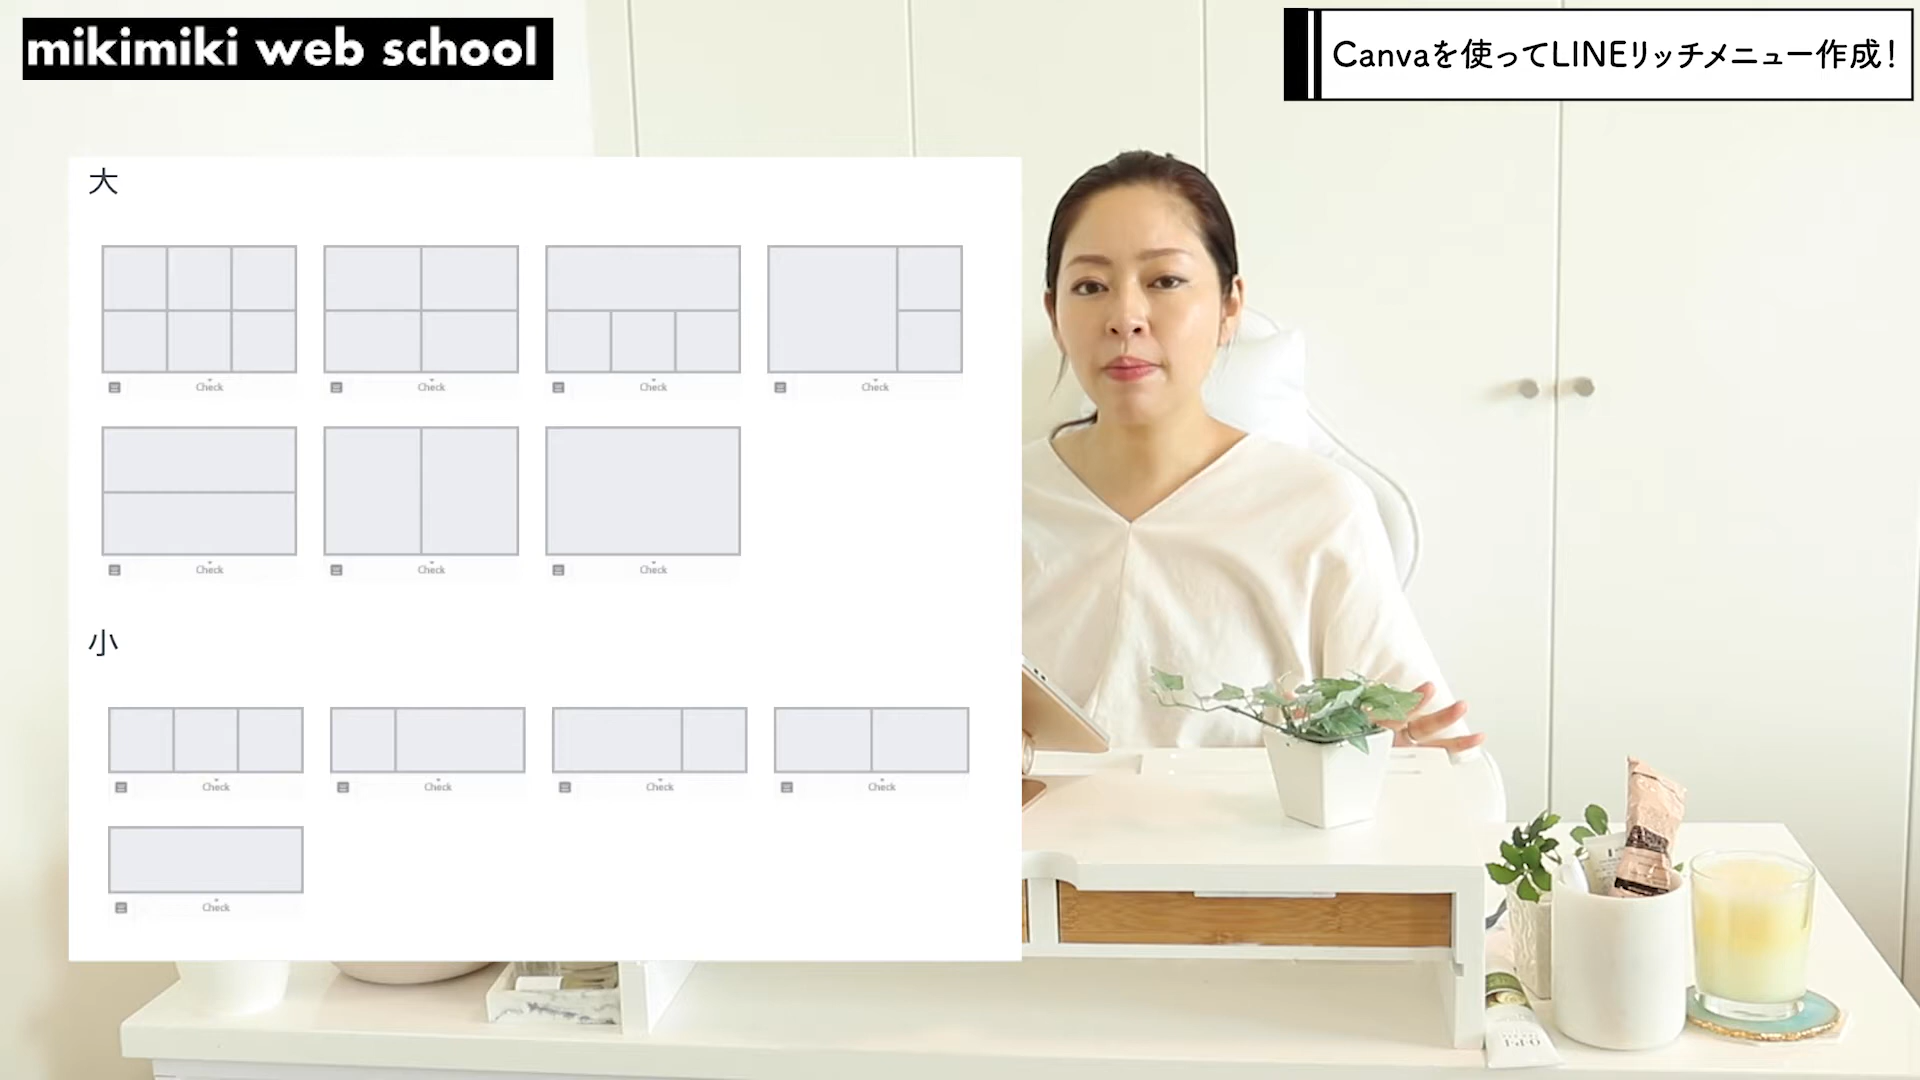 mikimiki web school
Canvaを使ってLINEリッチメニュー作成!
大
Check
Check
Check
Check
Check
Check
Check
小
Check
Check
Check
Check
Check